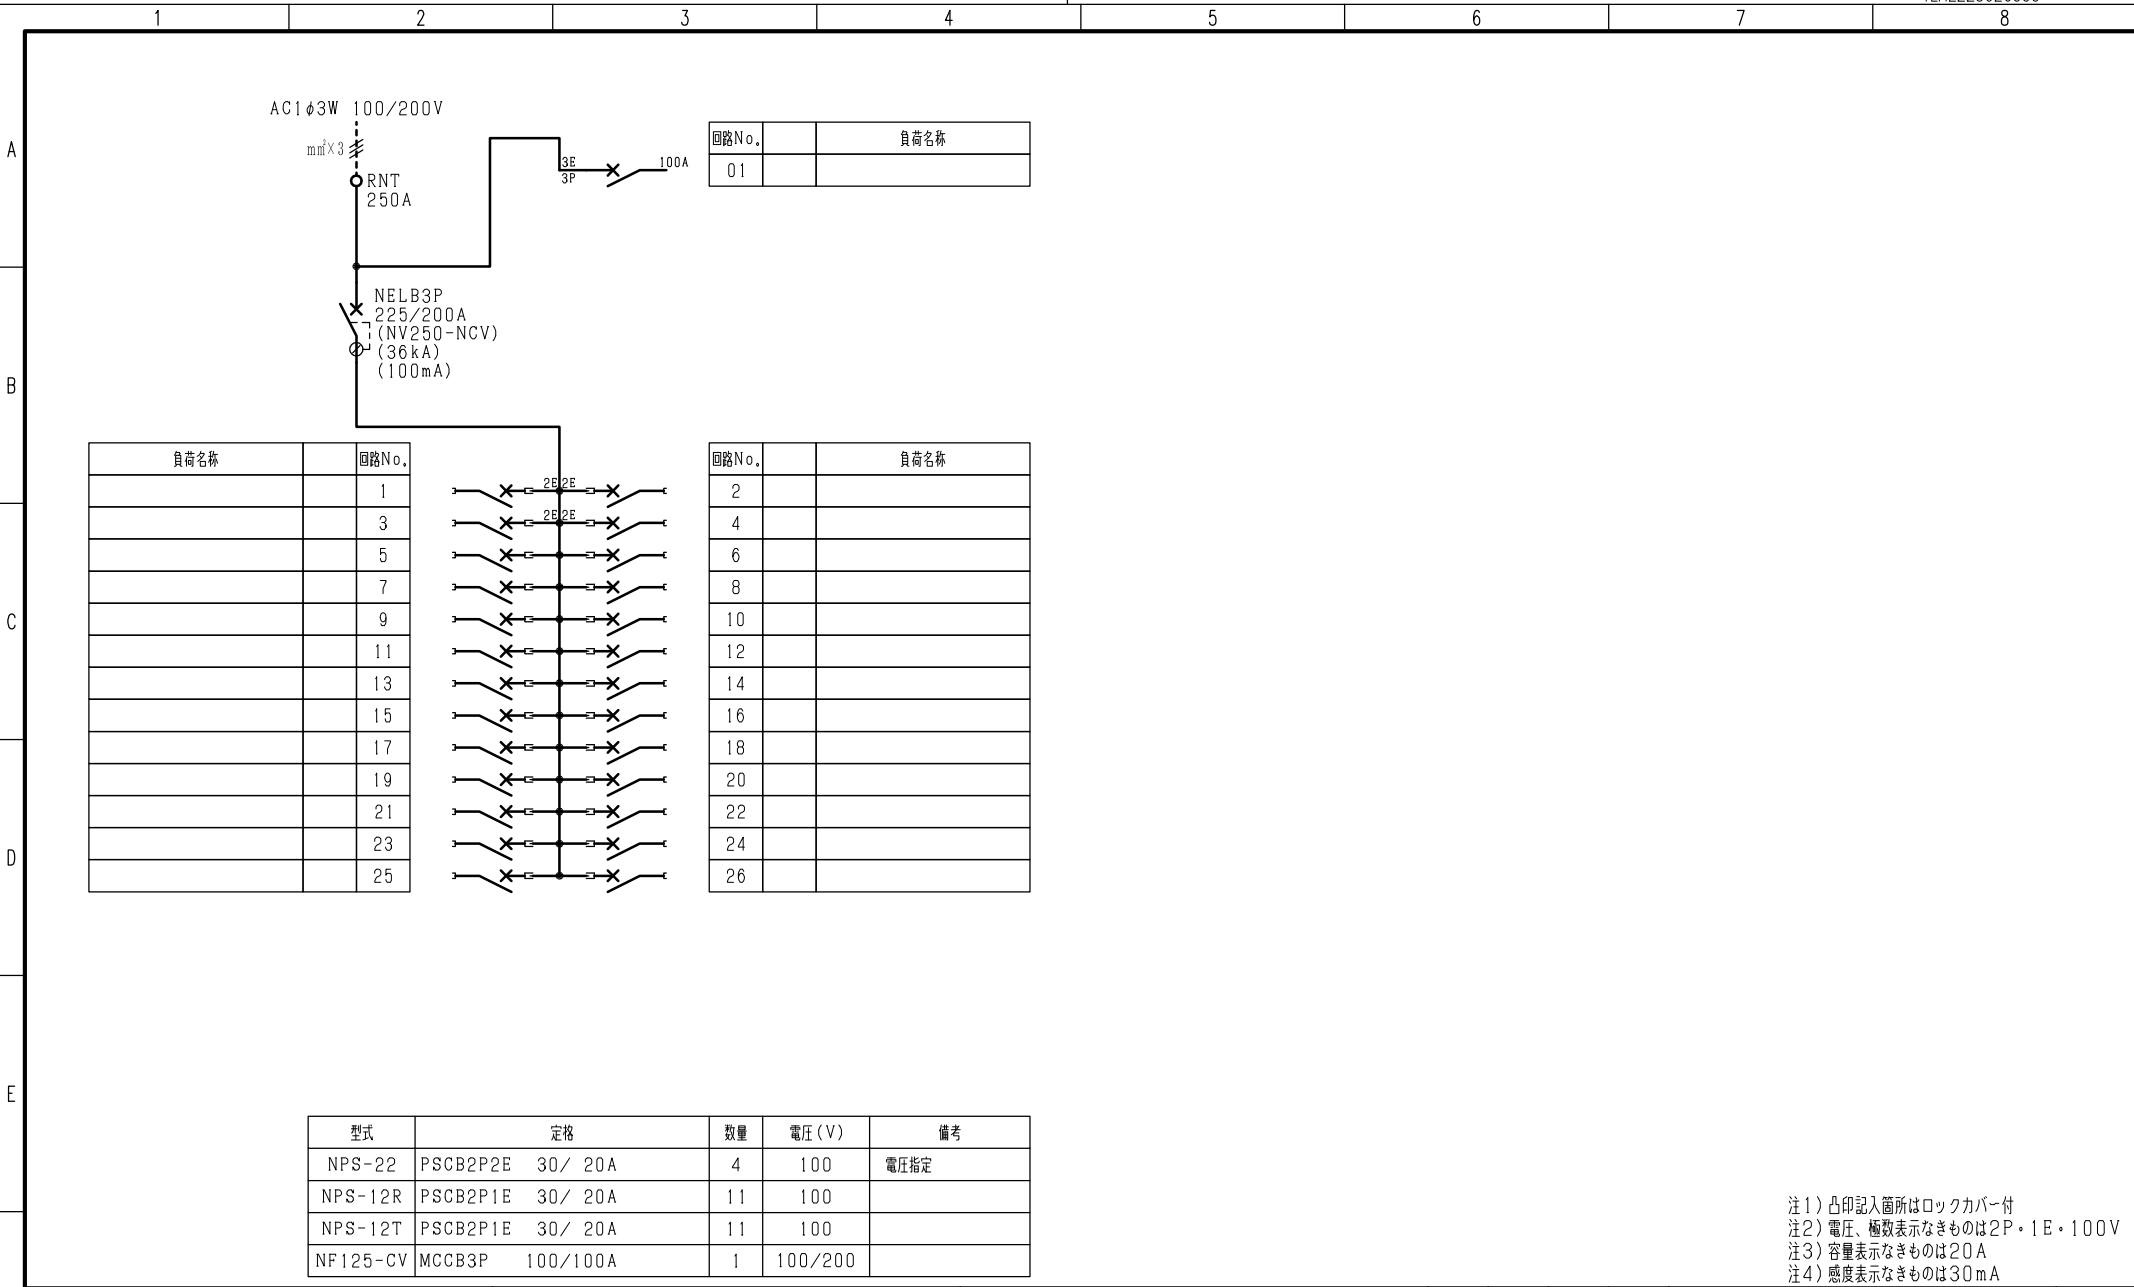 1 2 3 4 5 6 7 8
A
B
C
D
E
AC1φ3W 100/200V
mm²×3
RNT
250A
3E
3P
100A
回路No. 負荷名称
01
NELB3P
225/200A
(NV250-NCV)
(36kA)
(100mA)
負荷名称 回路No.
1
3
5
7
9
11
13
15
17
19
21
23
25
2E 2E
2E 2E
回路No. 負荷名称
2
4
6
8
10
12
14
16
18
20
22
24
26
型式 定格 数量 電圧(V) 備考
NPS-22 PSCB2P2E 30/ 20A 4 100 電圧指定
NPS-12R PSCB2P1E 30/ 20A 11 100
NPS-12T PSCB2P1E 30/ 20A 11 100
NF125-CV MCCB3P 100/100A 1 100/200
注1)凸印記入箇所はロックカバー付
注2)電圧、極数表示なきものは2P・1E・100V
注3)容量表示なきものは20A
注4)感度表示なきものは30mA